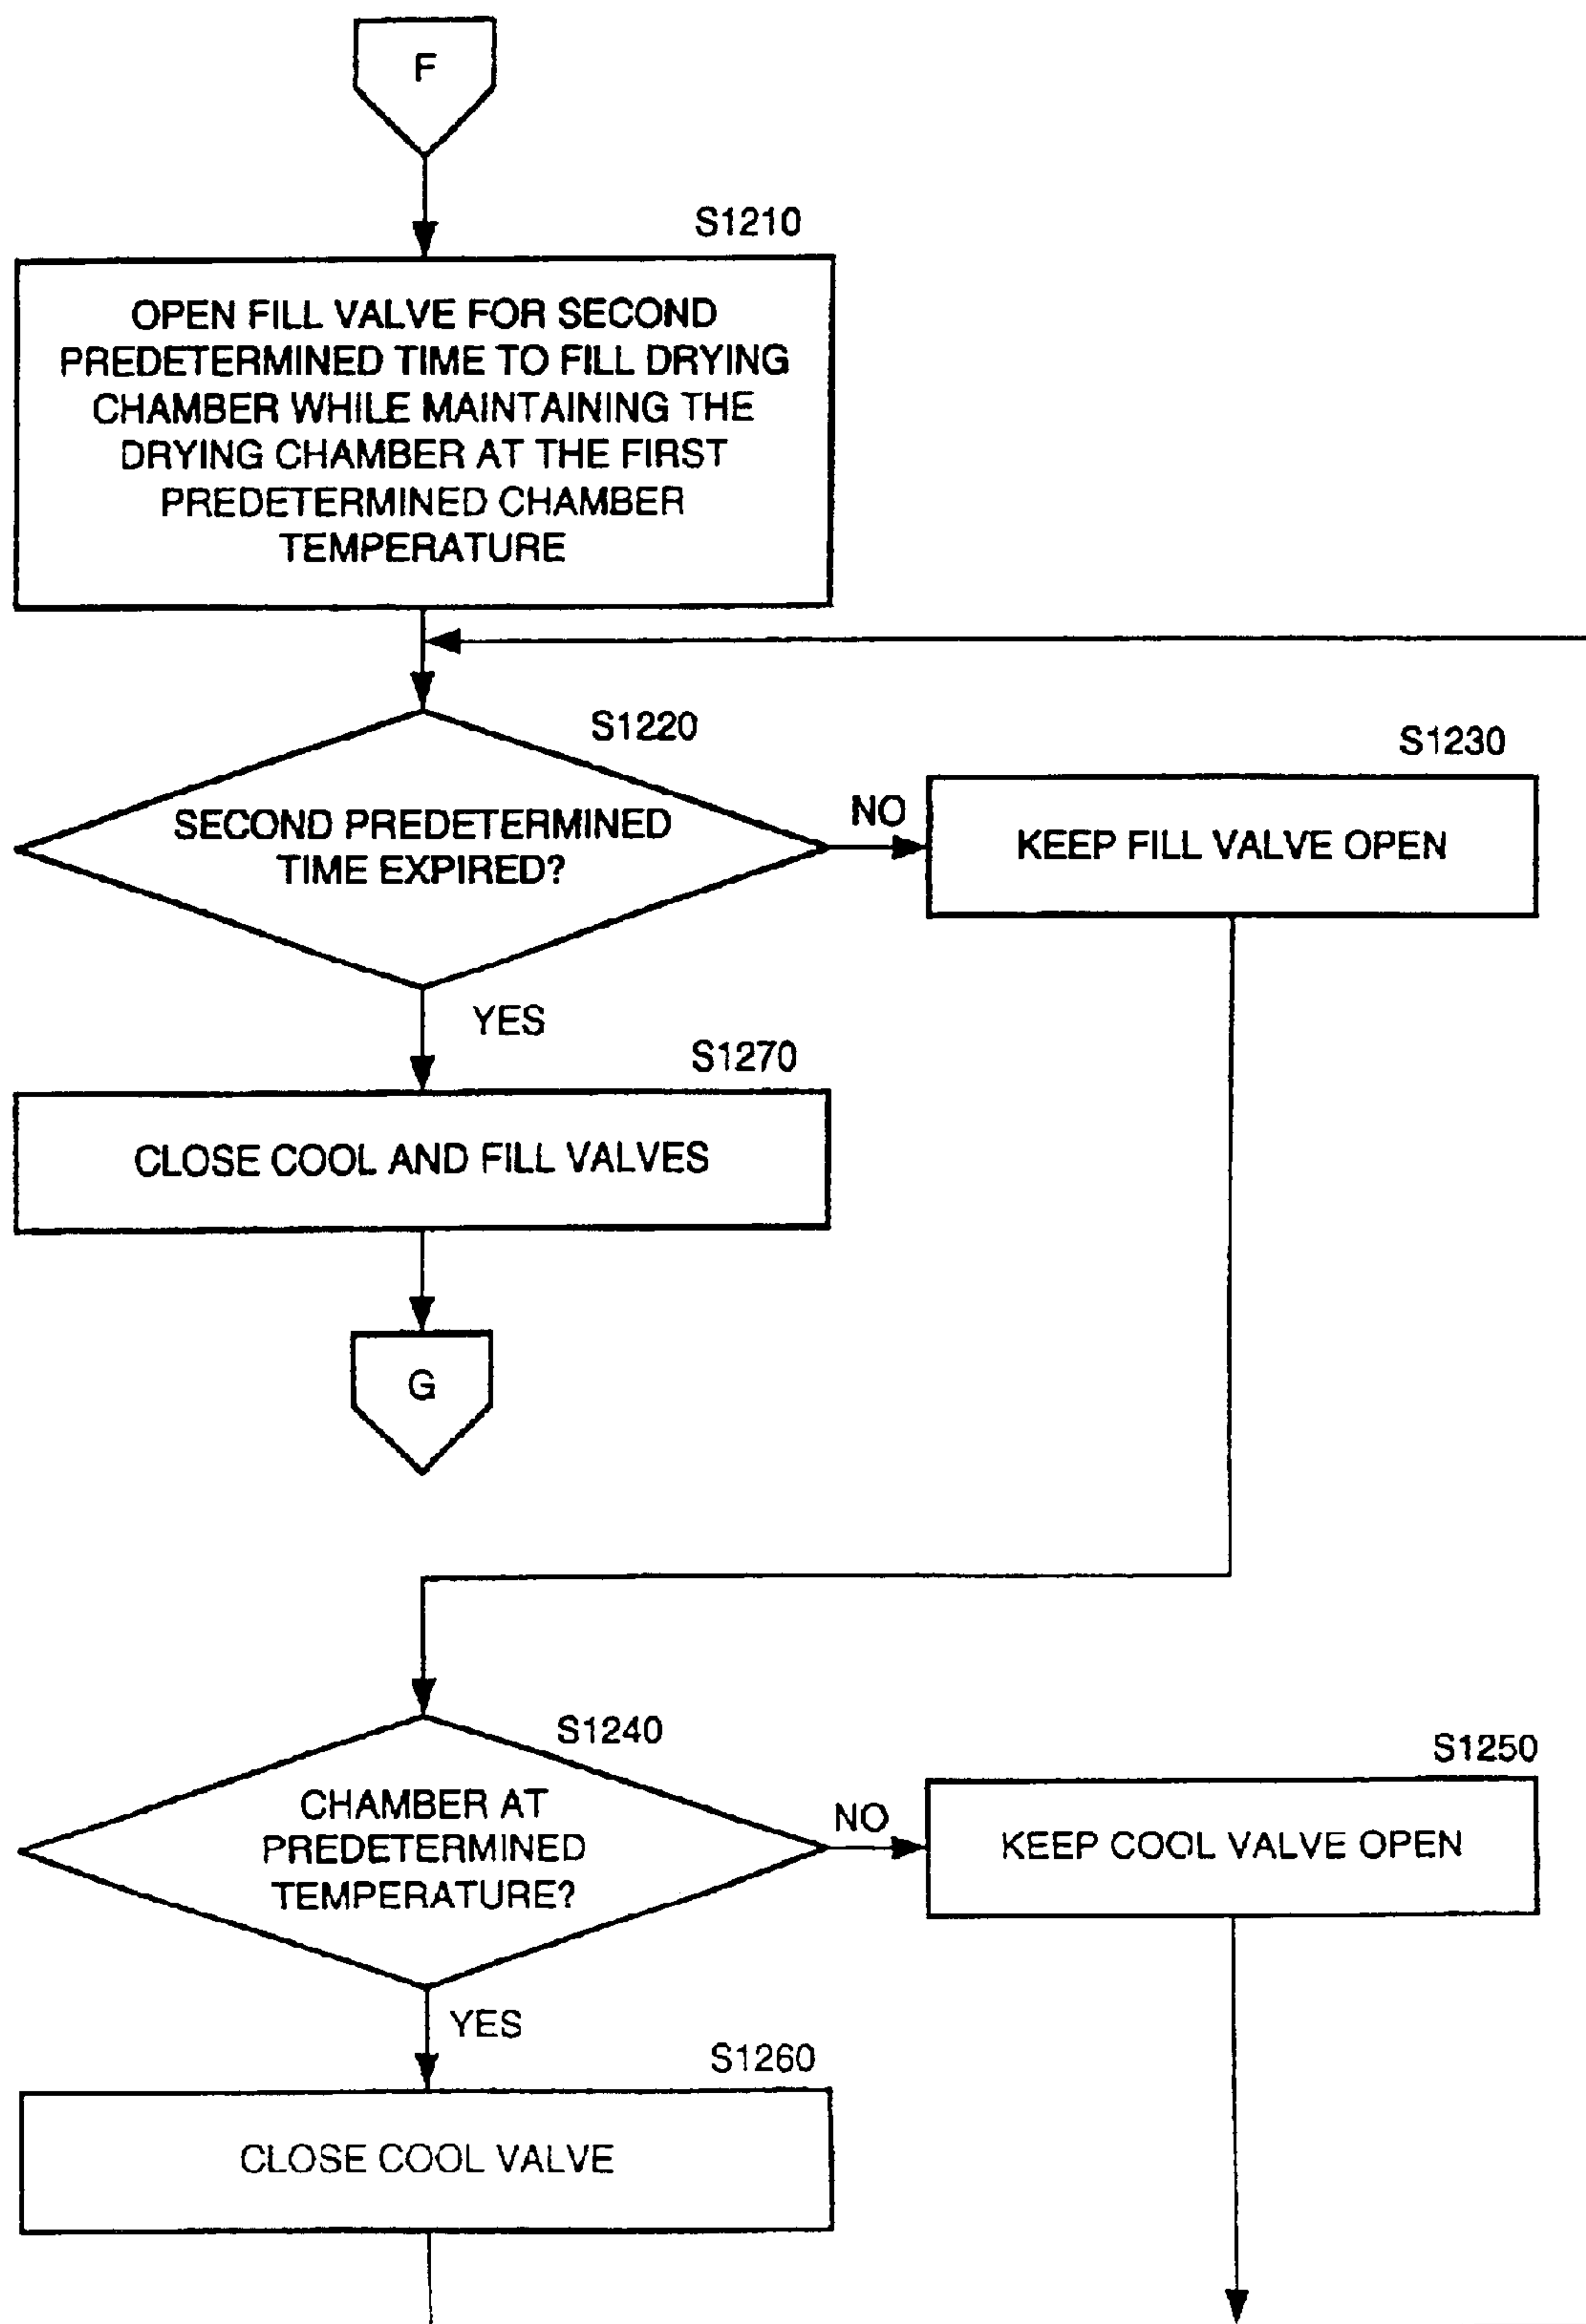 F
S1210
OPEN FILL VALVE FOR SECOND
PREDETERMINED TIME TO FILL DRYING
CHAMBER WHILE MAINTAINING THE
DRYING CHAMBER AT THE FIRST
PREDETERMINED CHAMBER
TEMPERATURE
S1220
SECOND PREDETERMINED
TIME EXPIRED?
NO
S1230
KEEP FILL VALVE OPEN
YES
S1270
CLOSE COOL AND FILL VALVES
G
S1240
CHAMBER AT
PREDETERMINED
TEMPERATURE?
NO
S1250
KEEP COOL VALVE OPEN
YES
S1260
CLOSE COOL VALVE